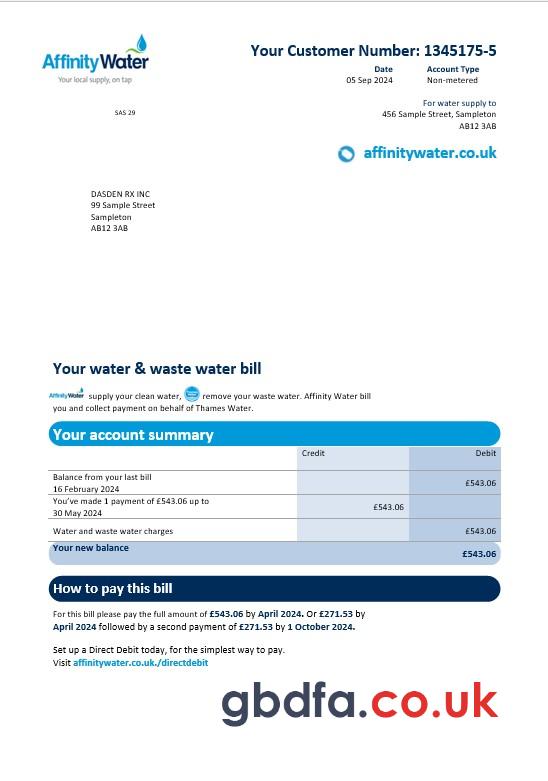 AffinityWater
Your local supply, on tap
Your Customer Number: 1345175-5
Date Account Type
05 Sep 2024 Non-metered
For water supply to
456 Sample Street, Sampleton
AB12 3AB
SAS 29
affinitywater.co.uk
DASDEN RX INC
99 Sample Street
Sampleton
AB12 3AB
Your water & waste water bill
AffinityWater supply your clean water, remove your waste water. Affinity Water bill
you and collect payment on behalf of Thames Water.
Your account summary
Credit Debit
Balance from your last bill
16 February 2024
£543.06
You've made 1 payment of £543.06 up to
30 May 2024
£543.06
Water and waste water charges £543.06
Your new balance £543.06
How to pay this bill
For this bill please pay the full amount of £543.06 by April 2024. Or £271.53 by
April 2024 followed by a second payment of £271.53 by 1 October 2024.
Set up a Direct Debit today, for the simplest way to pay.
Visit affinitywater.co.uk./directdebit
gbdfa.co.uk